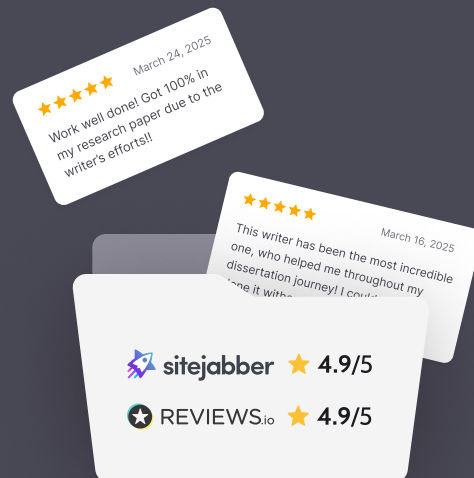 March 24, 2025
Work well done! Got 100% in
my research paper due to the
writer's efforts!!
March 16, 2025
This writer has been the most incredible
one, who helped me throughout my
dissertation journey! I
it
sitejabber 4.9/5
REVIEWS.io 4.9/5